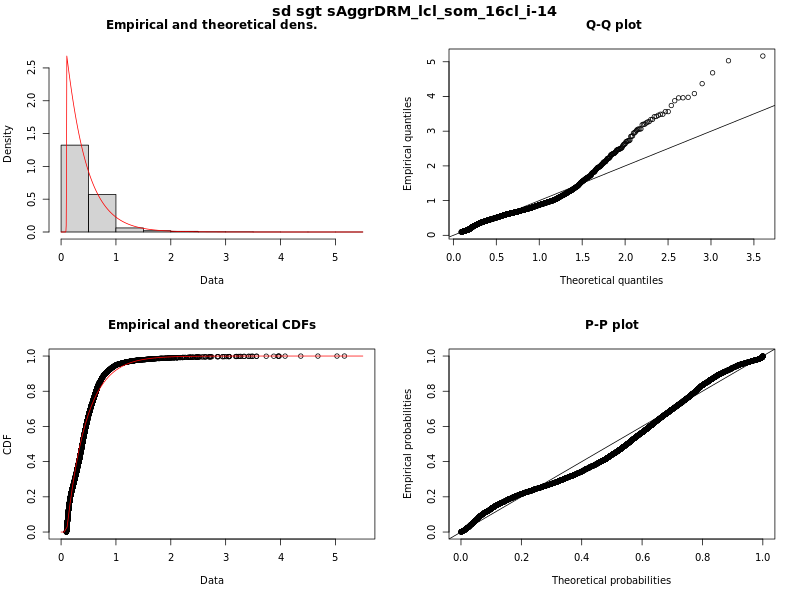 sd sgt sAggrDRM_lcl_som_16cl_i-14
Empirical and theoretical dens.
Density
0.0 0.5 1.0 1.5 2.0 2.5
0 1 2 3 4 5
Data
Q-Q plot
Empirical quantiles
0 1 2 3 4 5
0.0 0.5 1.0 1.5 2.0 2.5 3.0 3.5
Theoretical quantiles
Empirical and theoretical CDFs
CDF
0.0 0.2 0.4 0.6 0.8 1.0
0 1 2 3 4 5
Data
P-P plot
Empirical probabilities
0.0 0.2 0.4 0.6 0.8 1.0
0.0 0.2 0.4 0.6 0.8 1.0
Theoretical probabilities